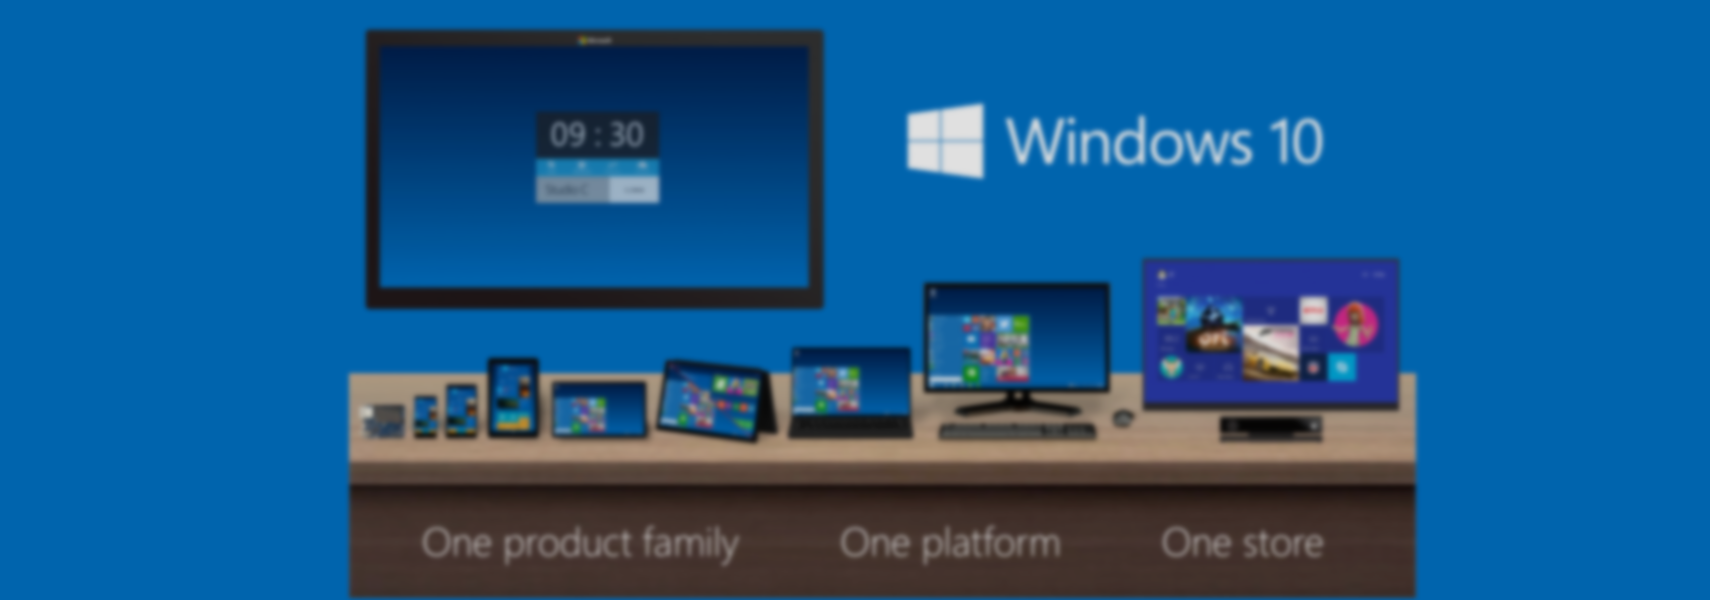 09 : 30
Windows 10
One product family
One platform
One store